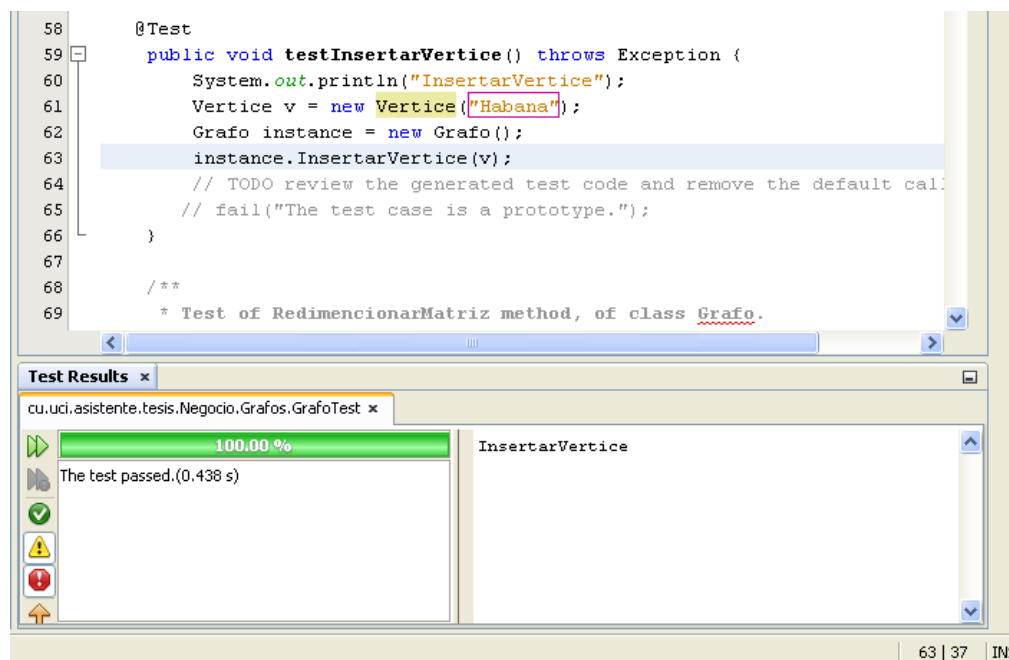 58 @Test
59 public void testInsertarVertice() throws Exception {
60 System.out.println("InsertarVertice");
61 Vertice v = new Vertice("Habana");
62 Grafo instance = new Grafo();
63 instance.InsertarVertice(v);
64 // TODO review the generated test code and remove the default cal
65 // fail("The test case is a prototype.");
66 }
67
68 /**
69 * Test of RedimencionarMatriz method, of class Grafo.
Test Results x
cu.uci.asistente.tesis.Negocio.Grafos.GrafoTest x
100.00 %
The test passed.(0.438 s)
InsertarVertice
63 | 37 IN